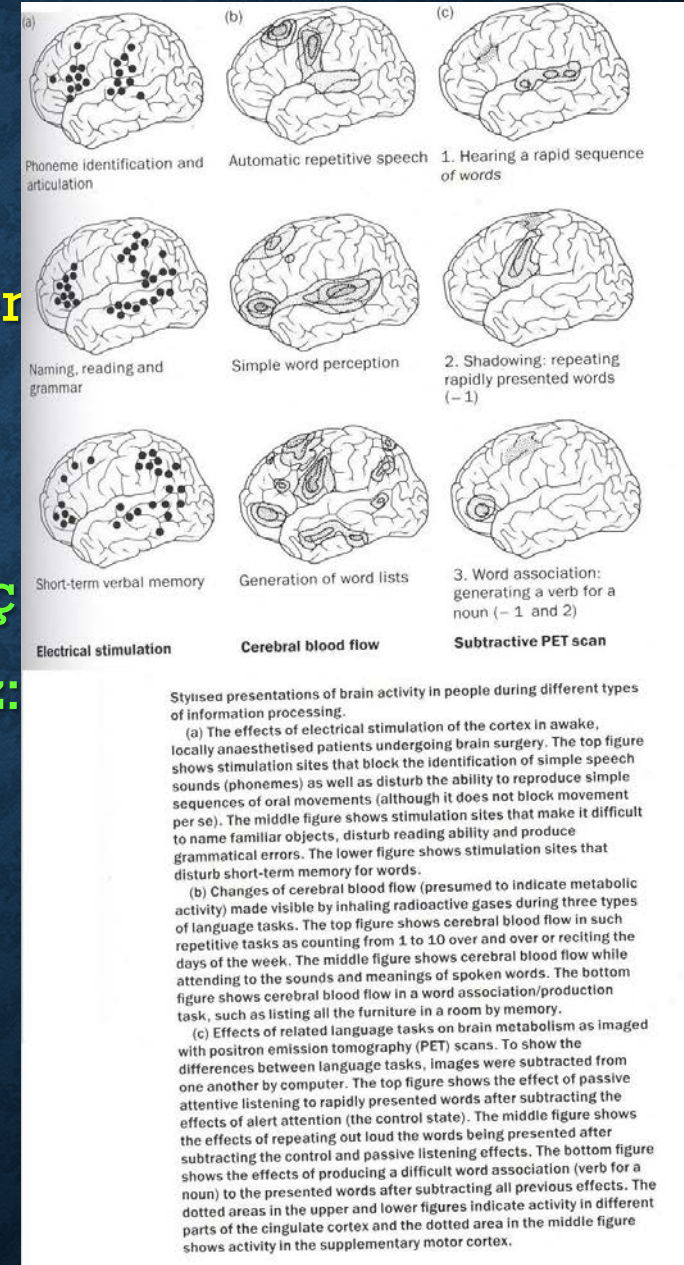 (a)
(b)
(c)
Phoneme identification and
articulation
Automatic repetitive speech
1. Hearing a rapid sequence
of words
Naming, reading and
grammar
Simple word perception
2. Shadowing: repeating
rapidly presented words
(– 1)
Short-term verbal memory
Generation of word lists
3. Word association:
generating a verb for a
noun (– 1 and 2)
Electrical stimulation
Cerebral blood flow
Subtractive PET scan
Stylised presentations of brain activity in people during different types
of information processing.
(a) The effects of electrical stimulation of the cortex in awake,
locally anaesthetised patients undergoing brain surgery. The top figure
shows stimulation sites that block the identification of simple speech
sounds (phonemes) as well as disturb the ability to reproduce simple
sequences of oral movements (although it does not block movement
per se). The middle figure shows stimulation sites that make it difficult
to name familiar objects, disturb reading ability and produce
grammatical errors. The lower figure shows stimulation sites that
disturb short-term memory for words.
(b) Changes of cerebral blood flow (presumed to indicate metabolic
activity) made visible by inhaling radioactive gases during three types
of language tasks. The top figure shows cerebral blood flow in such
repetitive tasks as counting from 1 to 10 over and over or reciting the
days of the week. The middle figure shows cerebral blood flow while
attending to the sounds and meanings of spoken words. The bottom
figure shows cerebral blood flow in a word association/production
task, such as listing all the furniture in a room by memory.
(c) Effects of related language tasks on brain metabolism as imaged
with positron emission tomography (PET) scans. To show the
differences between language tasks, images were subtracted from
one another by computer. The top figure shows the effect of passive
attentive listening to rapidly presented words after subtracting the
effects of alert attention (the control state). The middle figure shows
the effects of repeating out loud the words being presented after
subtracting the control and passive listening effects. The bottom figure
shows the effects of producing a difficult word association (verb for a
noun) to the presented words after subtracting all previous effects. The
dotted areas in the upper and lower figures indicate activity in different
parts of the cingulate cortex and the dotted area in the middle figure
shows activity in the supplementary motor cortex.